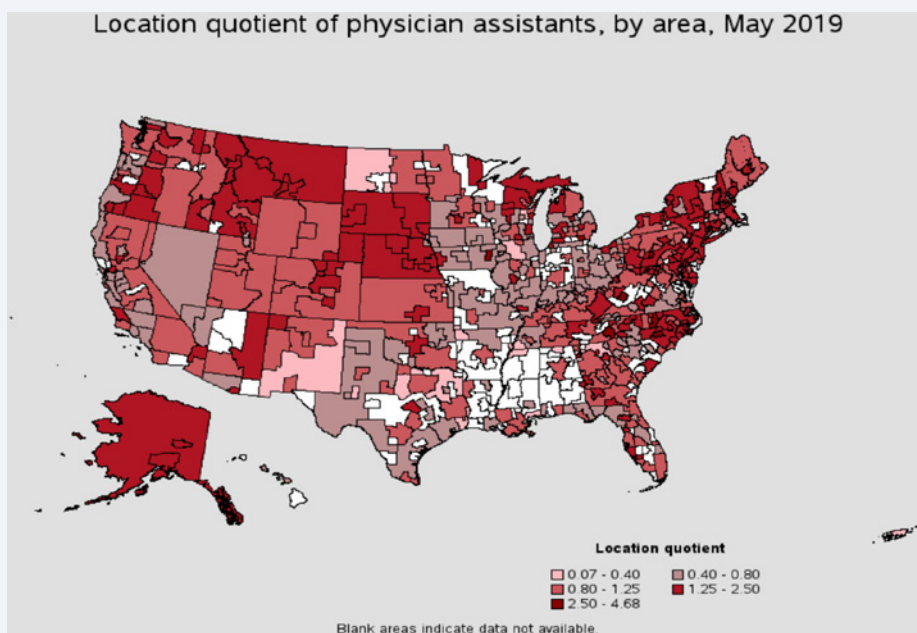 Location quotient of physician assistants, by area, May 2019
Location quotient
0.07 - 0.40 0.40 - 0.80
0.80 - 1.25 1.25 - 2.50
2.50 - 4.68
Blank areas indicate data not available.